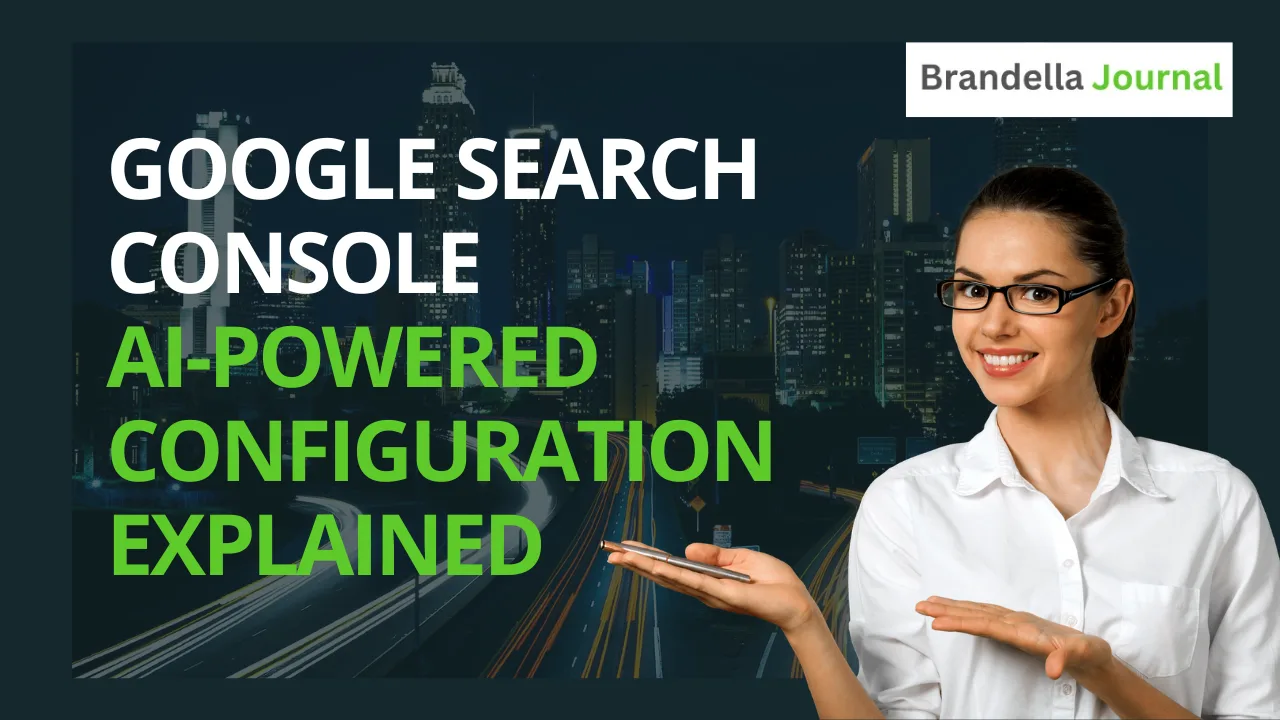 Brandella Journal
GOOGLE SEARCH
CONSOLE
AI-POWERED
CONFIGURATION
EXPLAINED